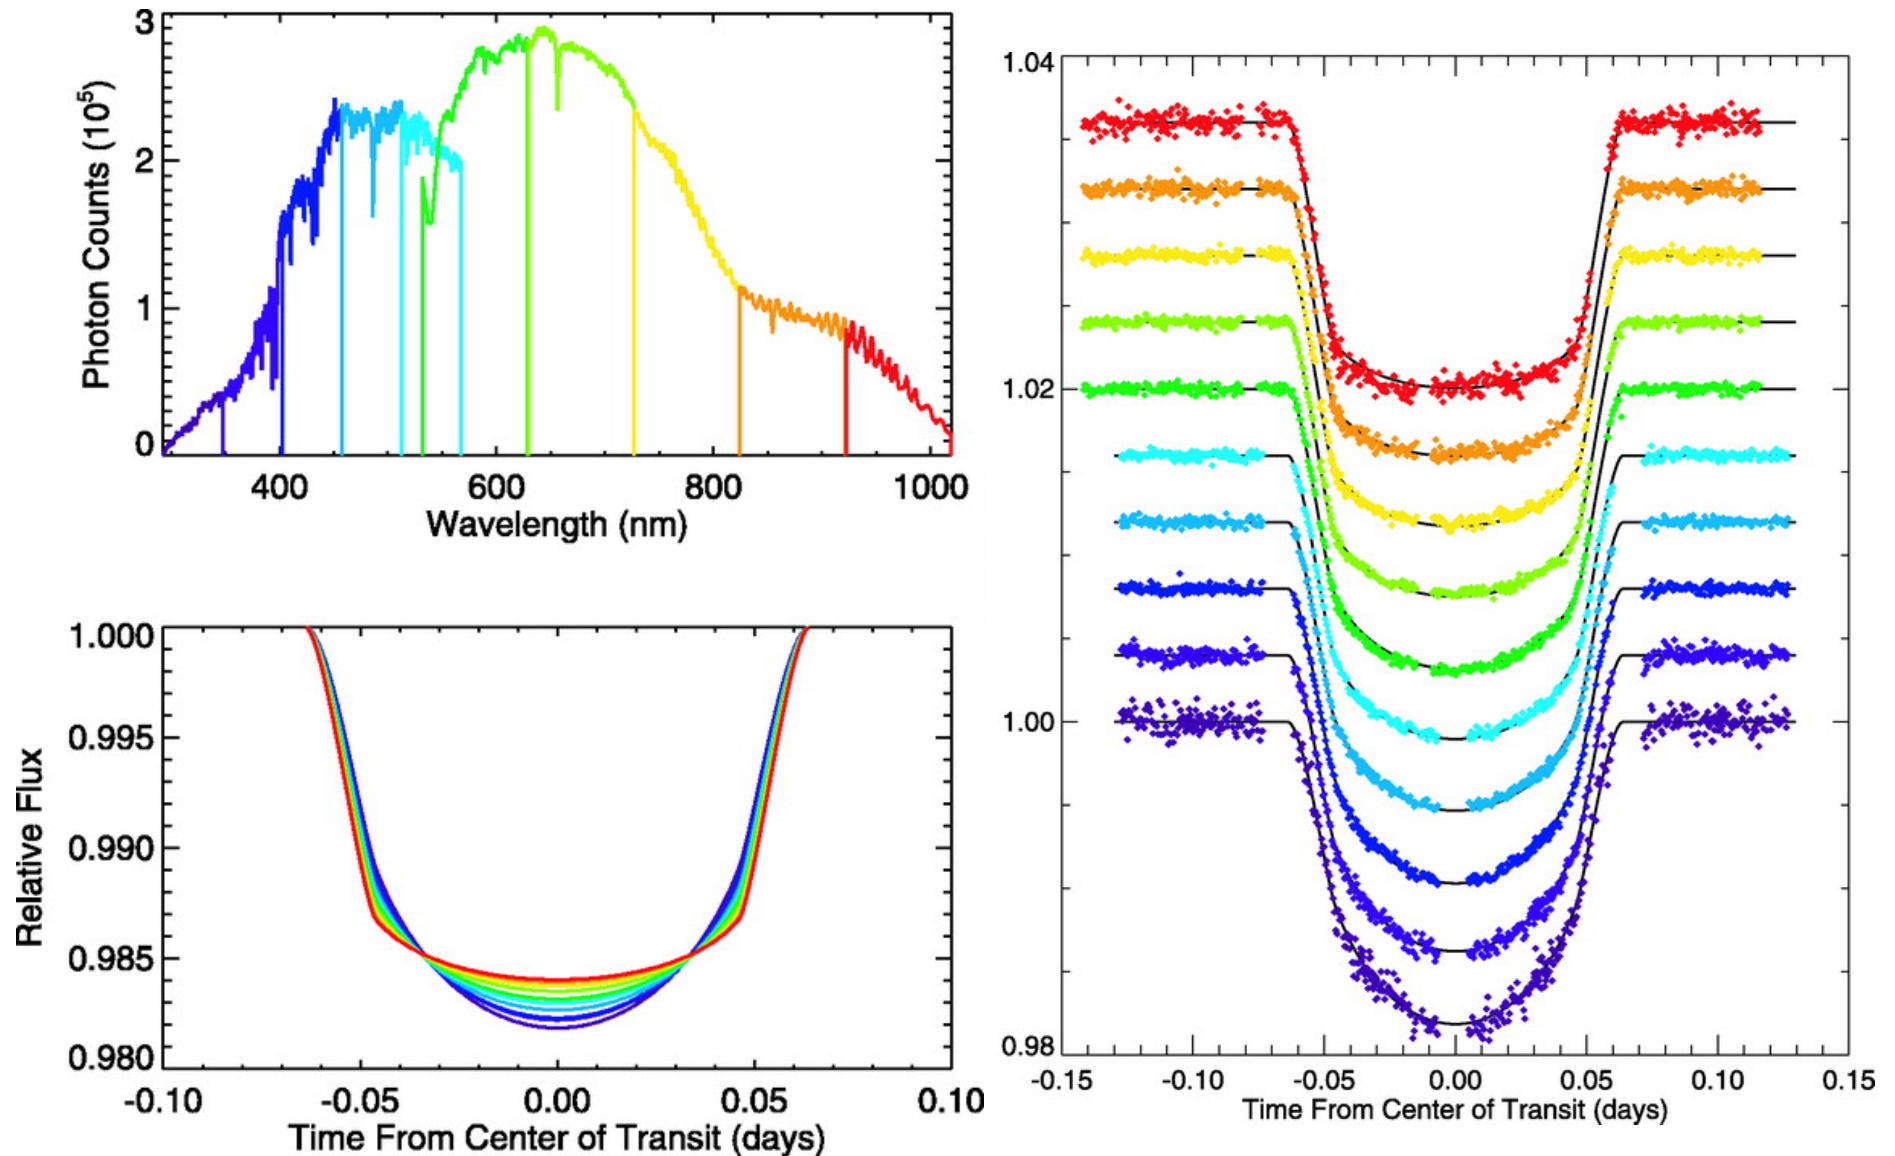 3
2
1
0
Photon Counts (10⁵)
400 600 800 1000
Wavelength (nm)
1.000
0.995
0.990
0.985
0.980
Relative Flux
-0.10 -0.05 0.00 0.05 0.10
Time From Center of Transit (days)
1.04
1.02
1.00
0.98
-0.15 -0.10 -0.05 0.00 0.05 0.10 0.15
Time From Center of Transit (days)